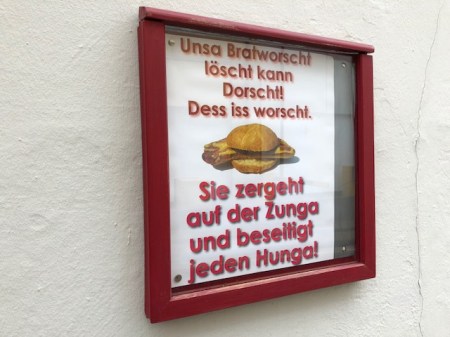 Unsa Bratworscht
löscht kann
Dorscht!
Dess iss worscht.
Sie zergeht
auf der Zunga
und beseitigt
jeden Hunga!